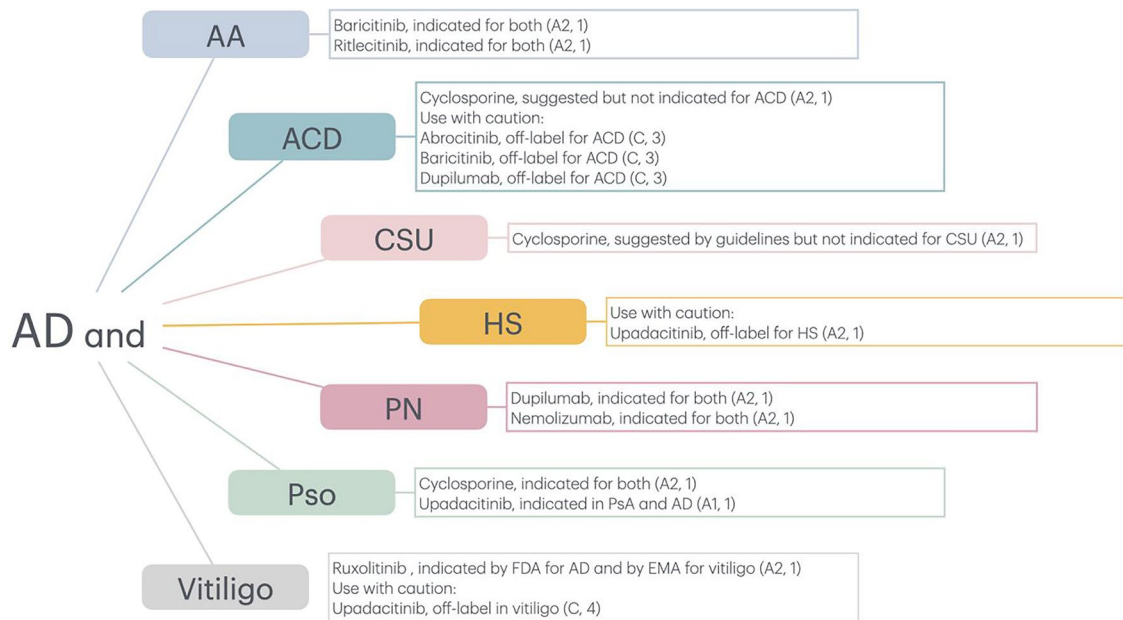 AA
Baricitinib, indicated for both (A2, 1)
Ritlecitinib, indicated for both (A2, 1)
ACD
Cyclosporine, suggested but not indicated for ACD (A2, 1)
Use with caution:
Abrocitinib, off-label for ACD (C, 3)
Baricitinib, off-label for ACD (C, 3)
Dupilumab, off-label for ACD (C, 3)
CSU
Cyclosporine, suggested by guidelines but not indicated for CSU (A2, 1)
AD and
HS
Use with caution:
Upadacitinib, off-label for HS (A2, 1)
PN
Dupilumab, indicated for both (A2, 1)
Nemolizumab, indicated for both (A2, 1)
Pso
Cyclosporine, indicated for both (A2, 1)
Upadacitinib, indicated in PsA and AD (A1, 1)
Vitiligo
Ruxolitinib , indicated by FDA for AD and by EMA for vitiligo (A2, 1)
Use with caution:
Upadacitinib, off-label in vitiligo (C, 4)